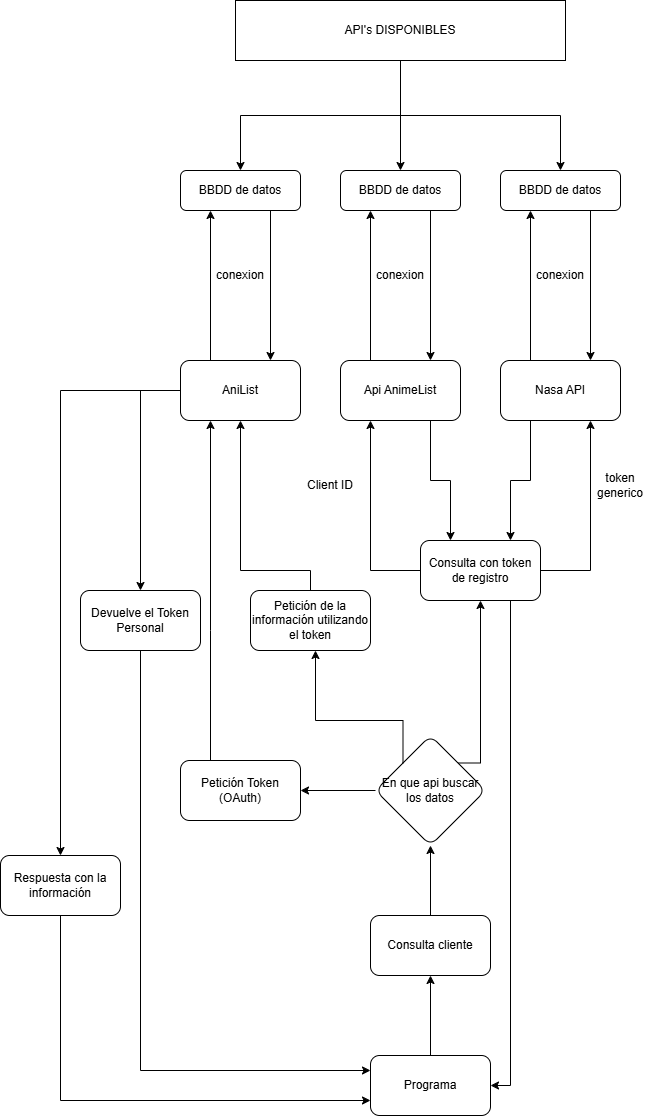 API's DISPONIBLES
BBDD de datos
BBDD de datos
BBDD de datos
conexion
conexion
conexion
AniList
Api AnimeList
Nasa API
Client ID
token
generico
Consulta con token
de registro
Devuelve el Token
Personal
Petición de la
información utilizando
el token
Petición Token
(OAuth)
En que api buscar
los datos
Respuesta con la
información
Consulta cliente
Programa